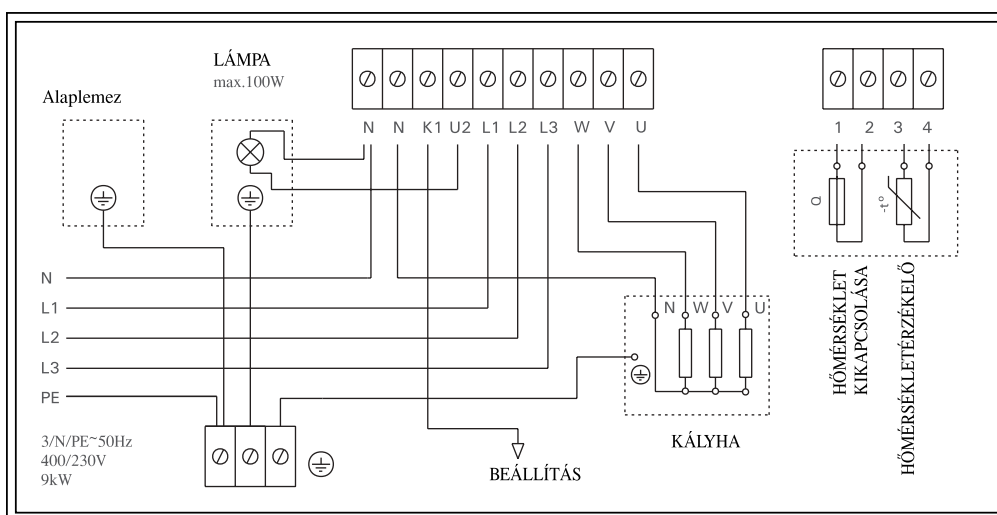 LÁMPA
max.100W
Alaplemez
N N K1 U2 L1 L2 L3 W V U
1 2 3 4
Q
-t°
N
L1
L2
L3
PE
N W V U
3/N/PE~50Hz
400/230V
9kW
BEÁLLÍTÁS
KÁLYHA
HŐMÉRSÉKLET
KIKAPCSOLÁSA
HŐMÉRSÉKLETÉRZÉKELŐ